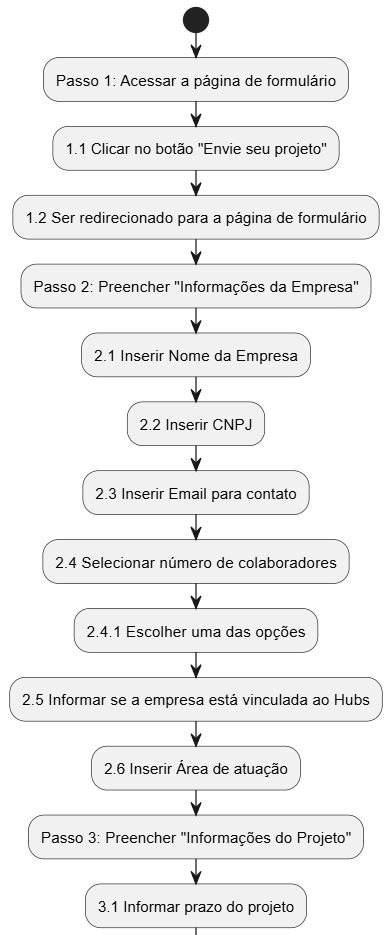 Passo 1: Acessar a página de formulário
1.1 Clicar no botão "Envie seu projeto"
1.2 Ser redirecionado para a página de formulário
Passo 2: Preencher "Informações da Empresa"
2.1 Inserir Nome da Empresa
2.2 Inserir CNPJ
2.3 Inserir Email para contato
2.4 Selecionar número de colaboradores
2.4.1 Escolher uma das opções
2.5 Informar se a empresa está vinculada ao Hubs
2.6 Inserir Área de atuação
Passo 3: Preencher "Informações do Projeto"
3.1 Informar prazo do projeto